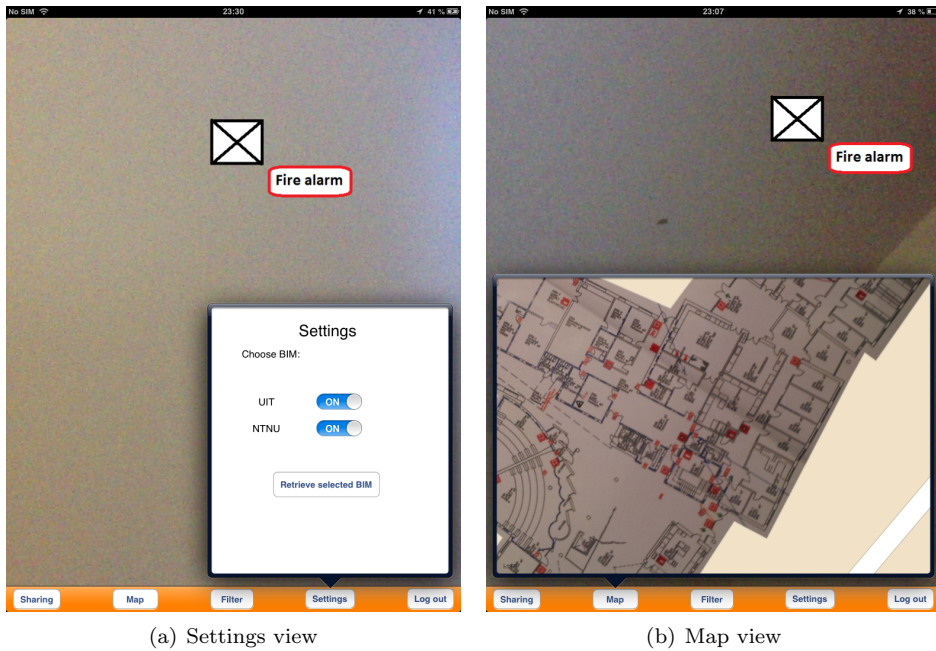 No SIM 23:30 41 %
Fire alarm
Settings
Choose BIM:
UIT ON
NTNU ON
Retrieve selected BIM
Sharing Map Filter Settings Log out
(a) Settings view
No SIM 23:07 38 %
Fire alarm
Sharing Map Filter Settings Log out
(b) Map view